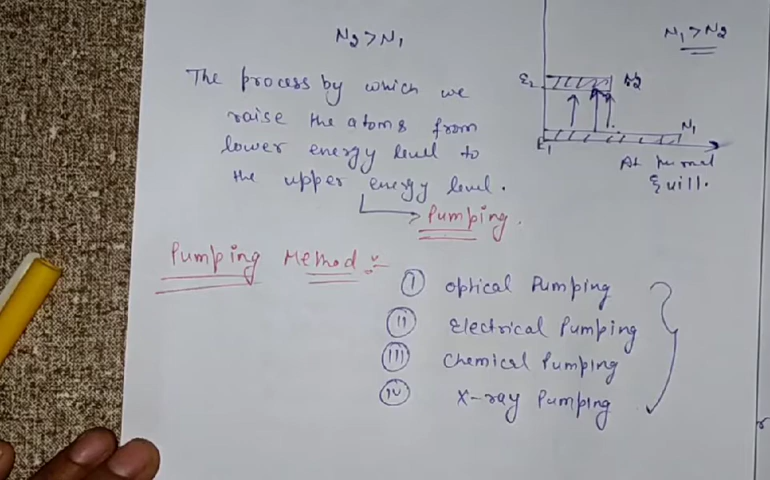 N2 > N1
The process by which we
raise the atoms from
lower energy level to
the upper energy level.
Pumping.
N1 > N2
E2
N2
N1
E1
At thermal
Equill.
Pumping Method :-
(I) Optical Pumping
(II) Electrical Pumping
(III) Chemical Pumping
(IV) X-ray Pumping